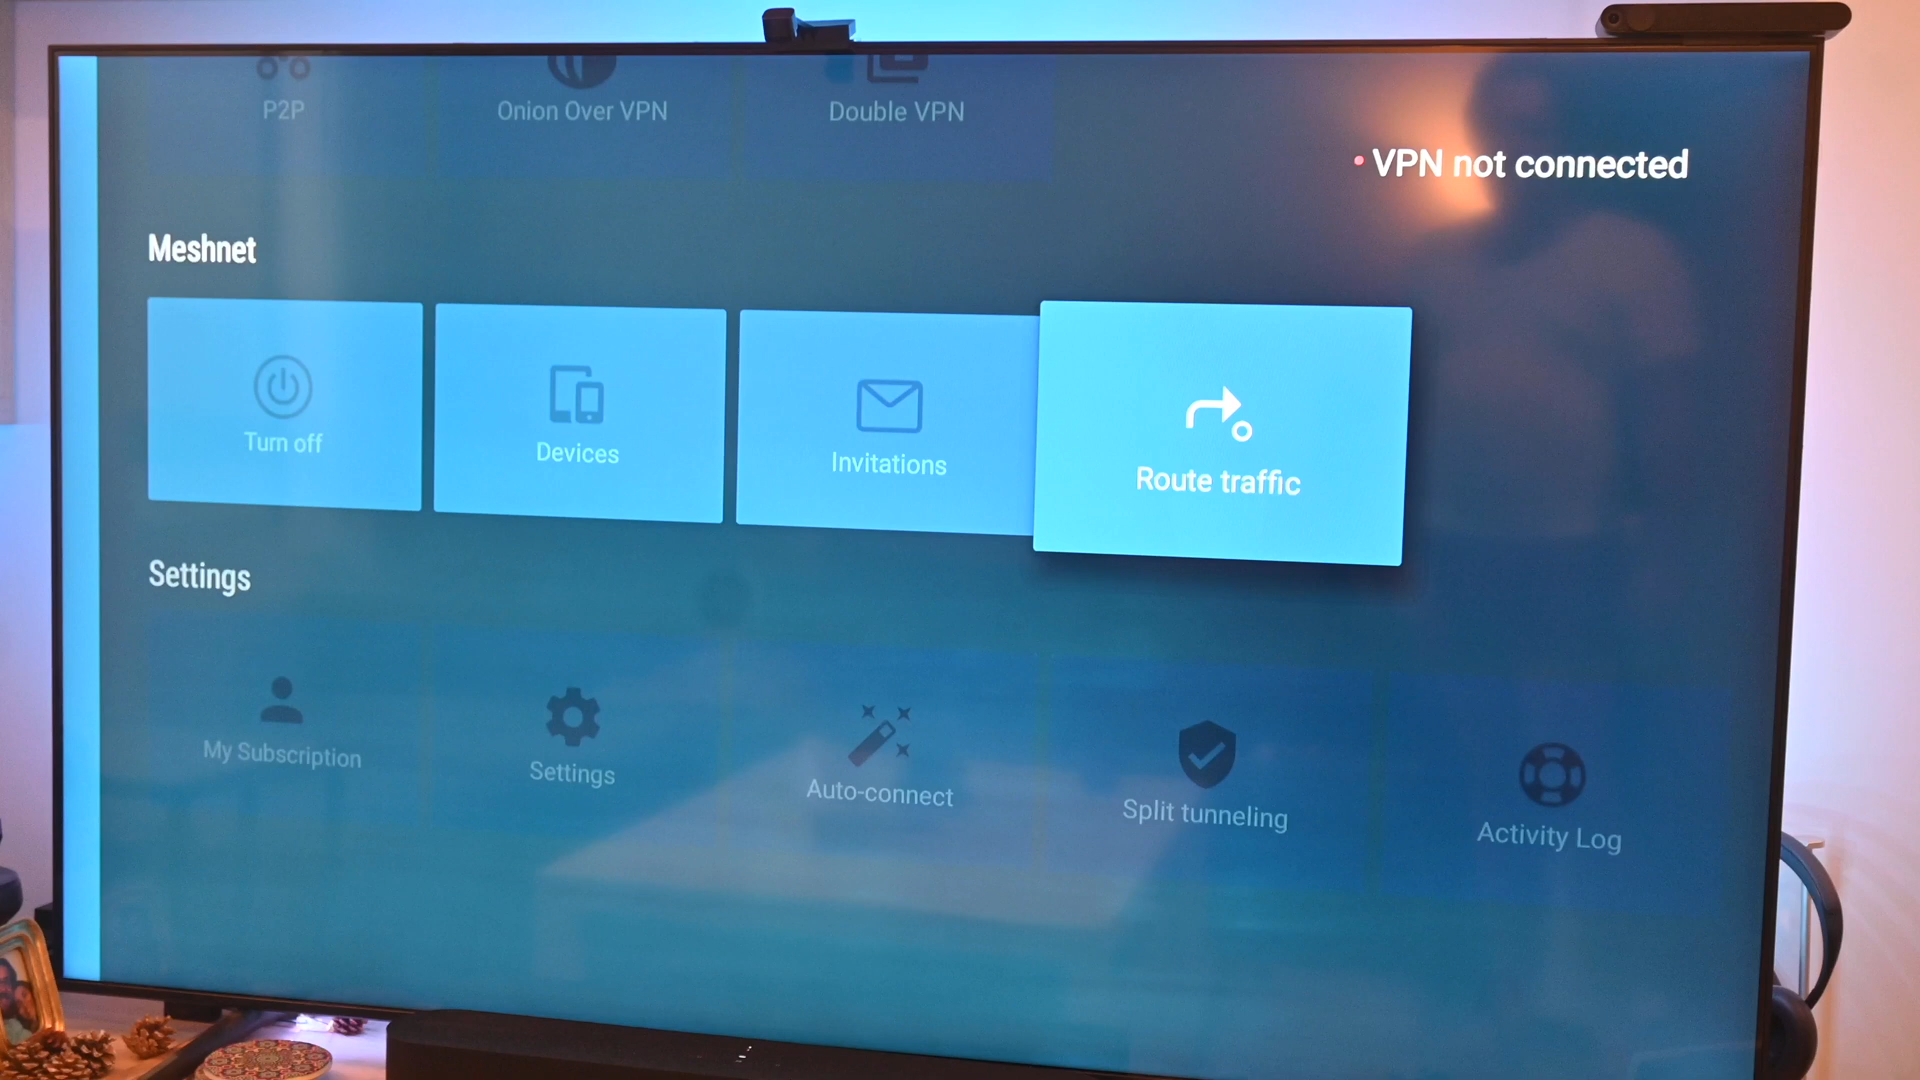 P2P
Onion Over VPN
Double VPN
VPN not connected
Meshnet
Turn off
Devices
Invitations
Route traffic
Settings
My Subscription
Settings
Auto-connect
Split tunneling
Activity Log